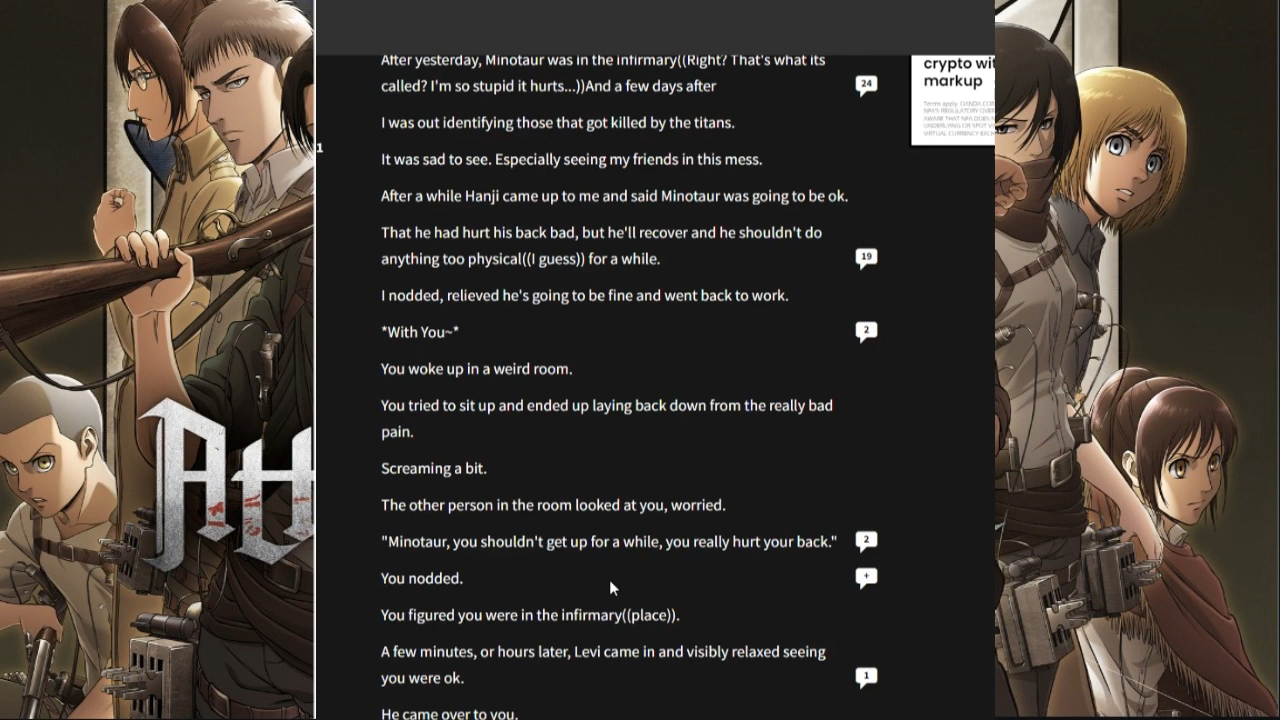 After yesterday, Minotaur was in the infirmary((Right? That's what its
called? I'm so stupid it hurts...))And a few days after
24
I was out identifying those that got killed by the titans.
It was sad to see. Especially seeing my friends in this mess.
After a while Hanji came up to me and said Minotaur was going to be ok.
That he had hurt his back bad, but he'll recover and he shouldn't do
anything too physical((I guess)) for a while.
19
I nodded, relieved he's going to be fine and went back to work.
*With You~*
2
You woke up in a weird room.
You tried to sit up and ended up laying back down from the really bad
pain.
Screaming a bit.
The other person in the room looked at you, worried.
"Minotaur, you shouldn't get up for a while, you really hurt your back."
2
You nodded.
+
You figured you were in the infirmary((place)).
A few minutes, or hours later, Levi came in and visibly relaxed seeing
you were ok.
1
He came over to you.
crypto wit
markup
1
Att